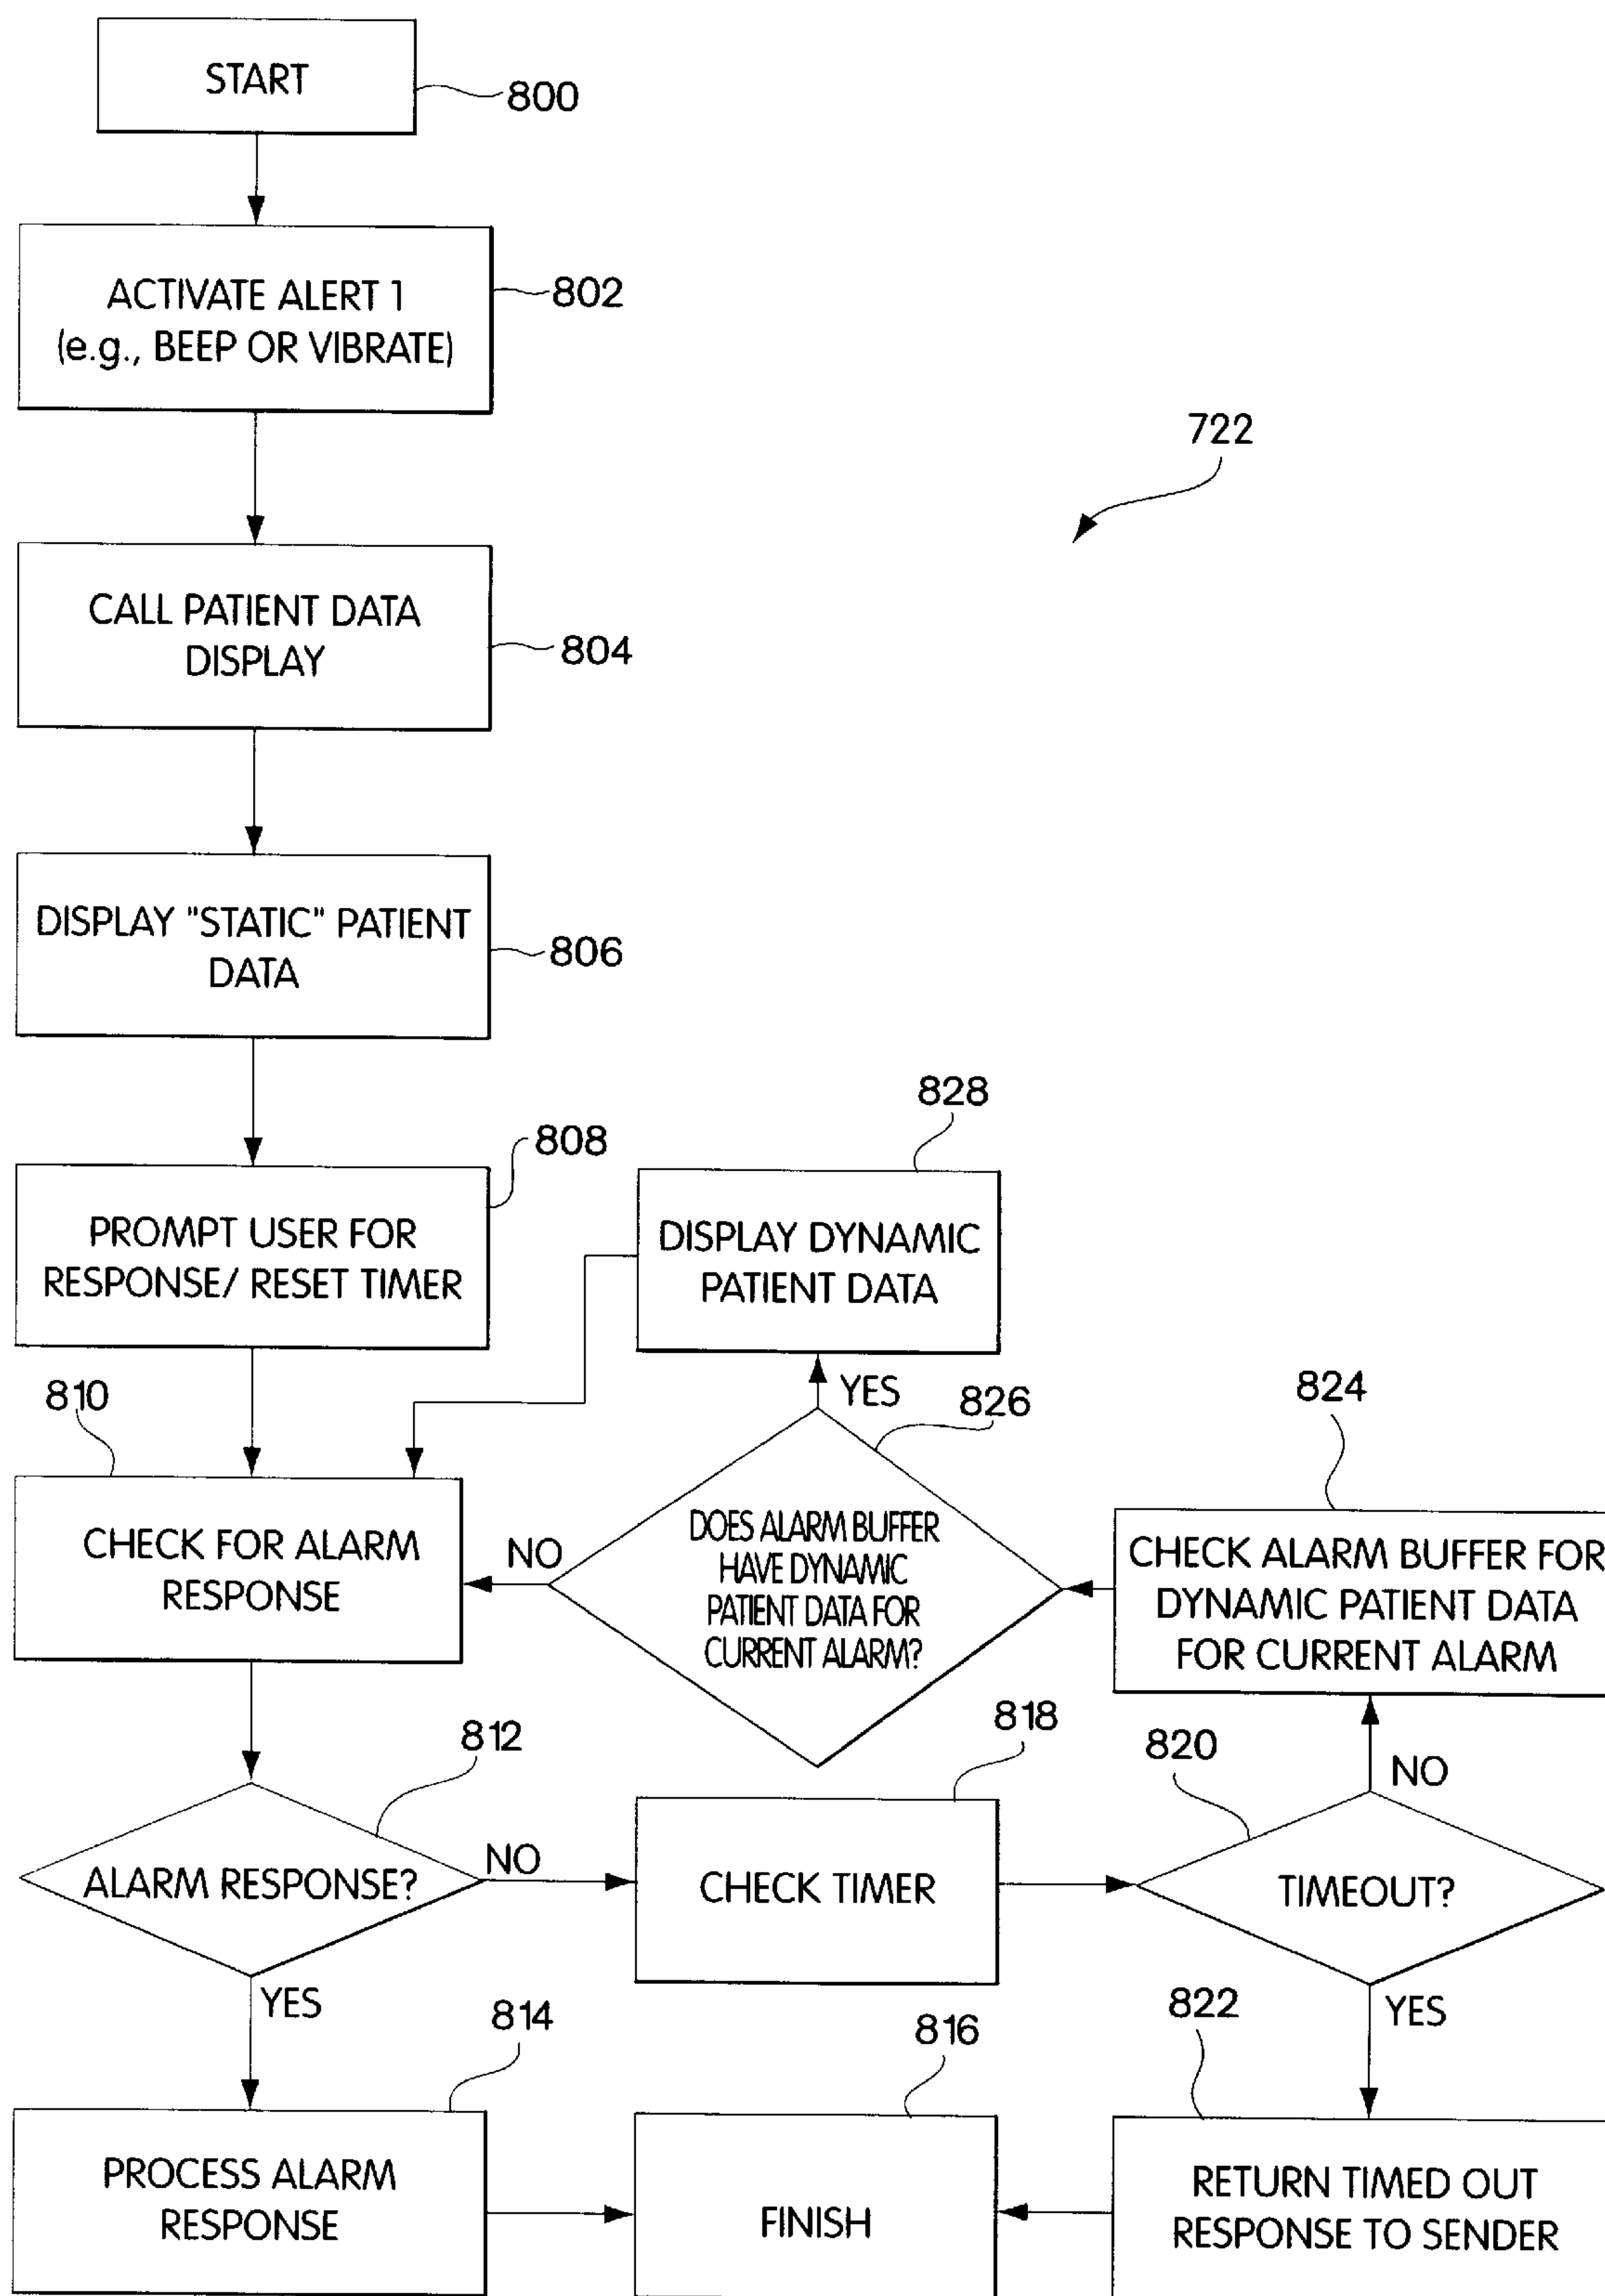 START
800
ACTIVATE ALERT 1
(e.g., BEEP OR VIBRATE)
802
722
CALL PATIENT DATA
DISPLAY
804
DISPLAY "STATIC" PATIENT
DATA
806
PROMPT USER FOR
RESPONSE/ RESET TIMER
808
828
DISPLAY DYNAMIC
PATIENT DATA
YES
826
824
810
CHECK FOR ALARM
RESPONSE
NO
DOES ALARM BUFFER
HAVE DYNAMIC
PATIENT DATA FOR
CURRENT ALARM?
CHECK ALARM BUFFER FOR
DYNAMIC PATIENT DATA
FOR CURRENT ALARM
812
ALARM RESPONSE?
NO
818
CHECK TIMER
820
NO
TIMEOUT?
YES
YES
814
PROCESS ALARM
RESPONSE
816
FINISH
822
RETURN TIMED OUT
RESPONSE TO SENDER